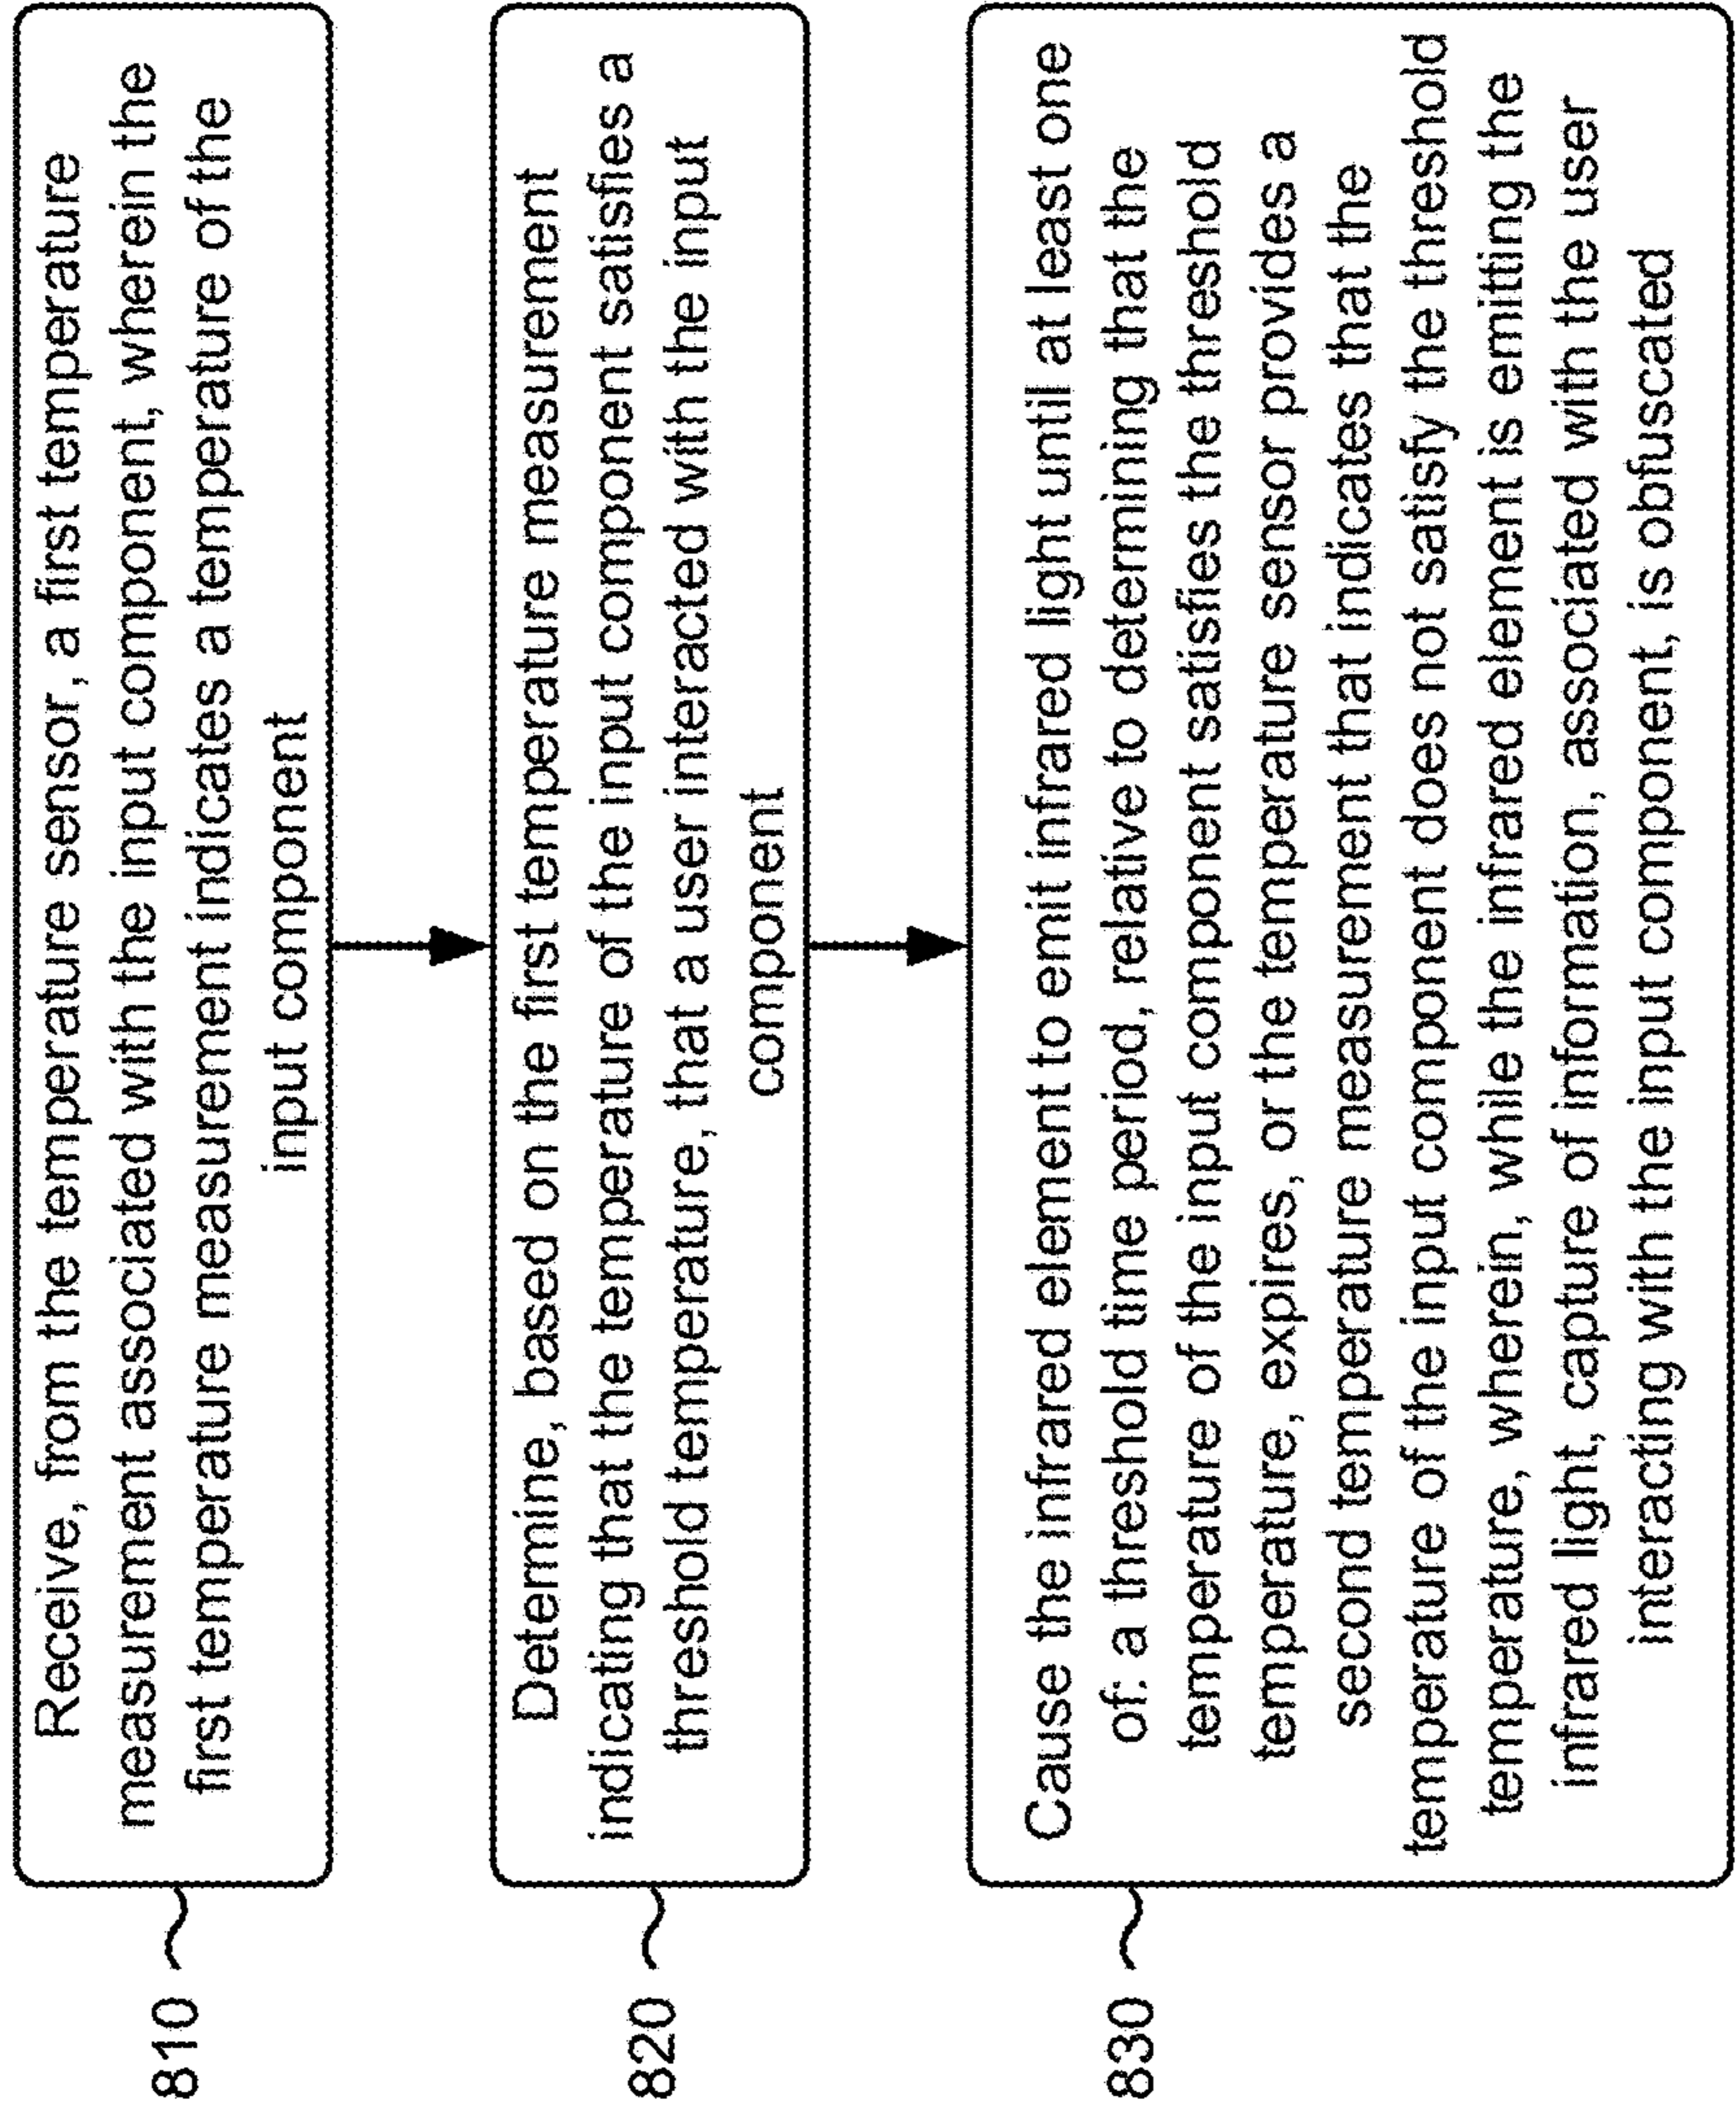 810
Receive, from the temperature sensor, a first temperature
measurement associated with the input component, wherein the
first temperature measurement indicates a temperature of the
input component
820
Determine, based on the first temperature measurement
indicating that the temperature of the input component satisfies a
threshold temperature, that a user interacted with the input
component
830
Cause the infrared element to emit infrared light until at least one
of: a threshold time period, relative to determining that the
temperature of the input component satisfies the threshold
temperature, expires, or the temperature sensor provides a
second temperature measurement that indicates that the
temperature of the input component does not satisfy the threshold
temperature, wherein, while the infrared element is emitting the
infrared light, capture of information, associated with the user
interacting with the input component, is obfuscated